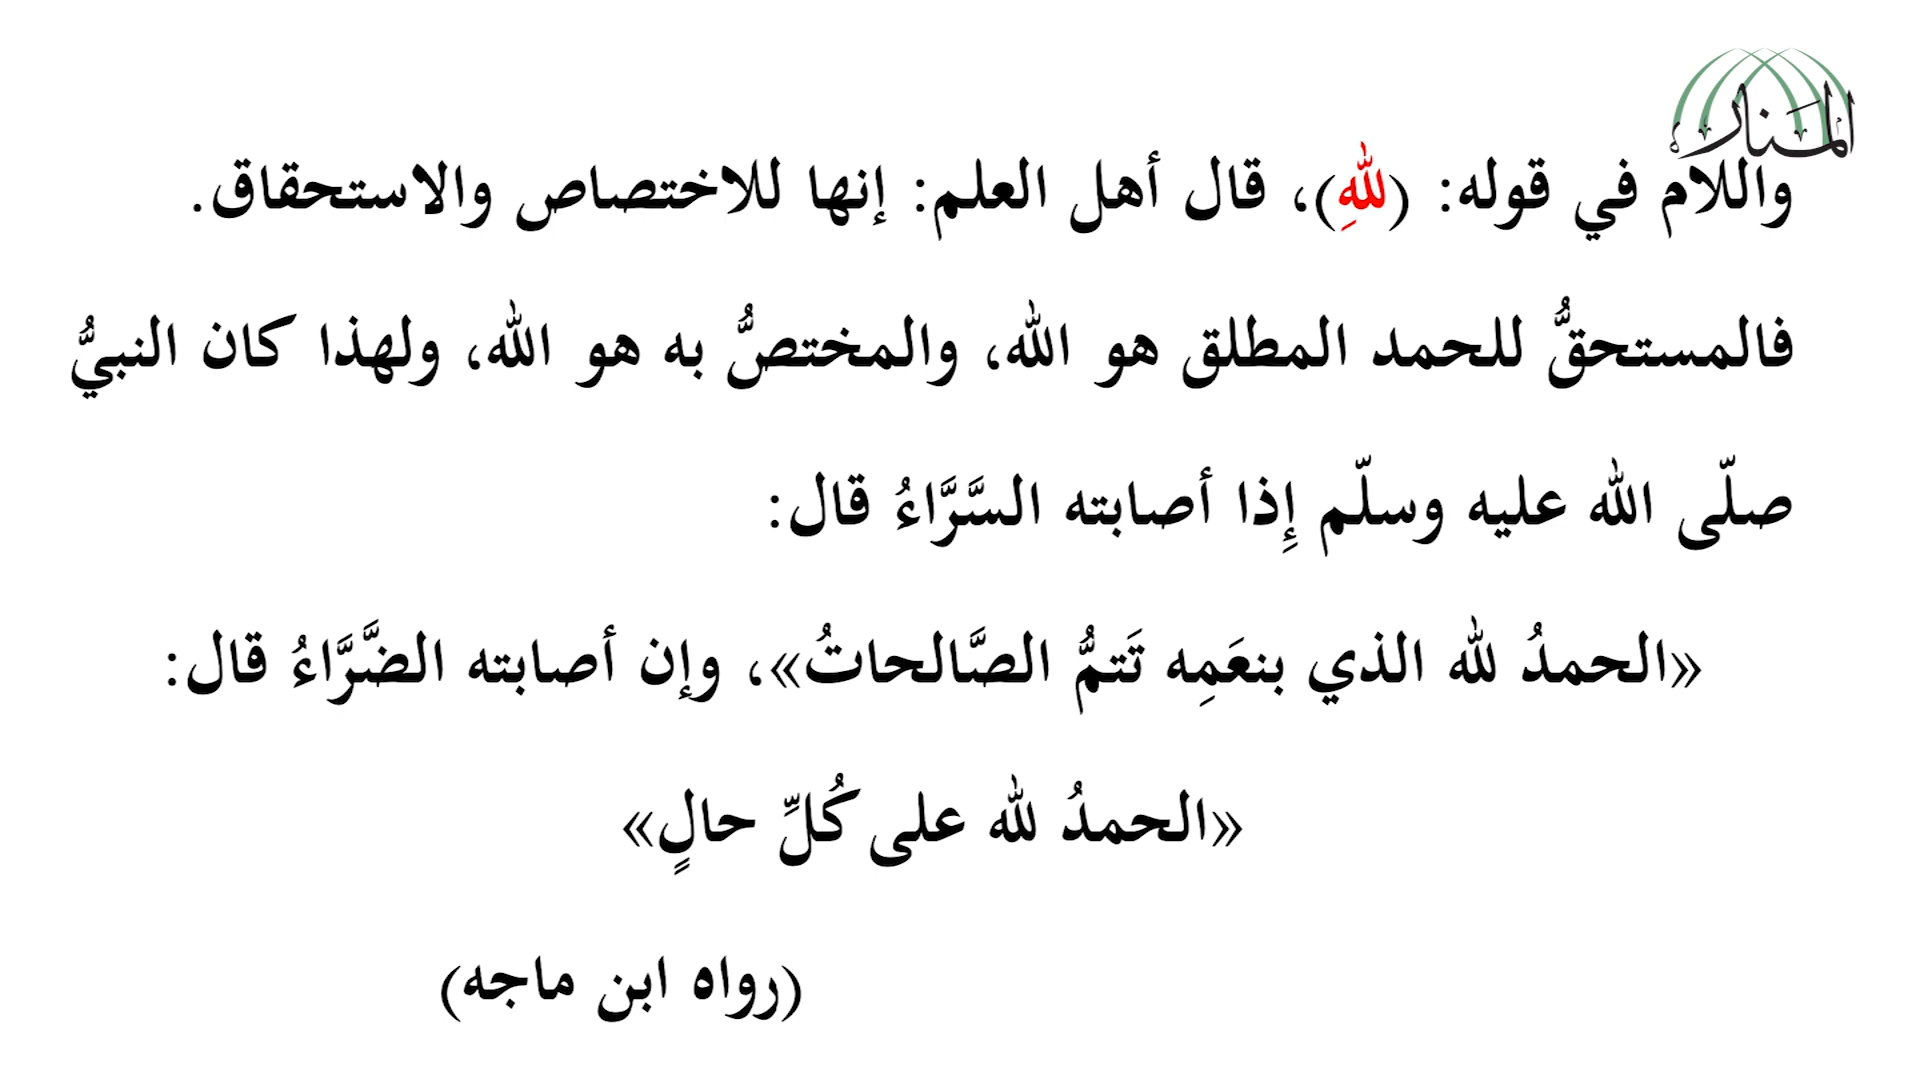 المنار
واللام في قوله: (للهِ)، قال أهل العلم: إنها للاختصاص والاستحقاق.
فالمستحقُّ للحمد المطلق هو الله، والمختصُّ به هو الله، ولهذا كان النبيُّ
صلّى الله عليه وسلّم إِذا أصابته السَّرَّاءُ قال:
«الحمدُ لله الذي بنعَمِه تَتمُّ الصَّالحاتُ»، وإن أصابته الضَّرَّاءُ قال:
«الحمدُ لله على كُلِّ حالٍ»
(رواه ابن ماجه)